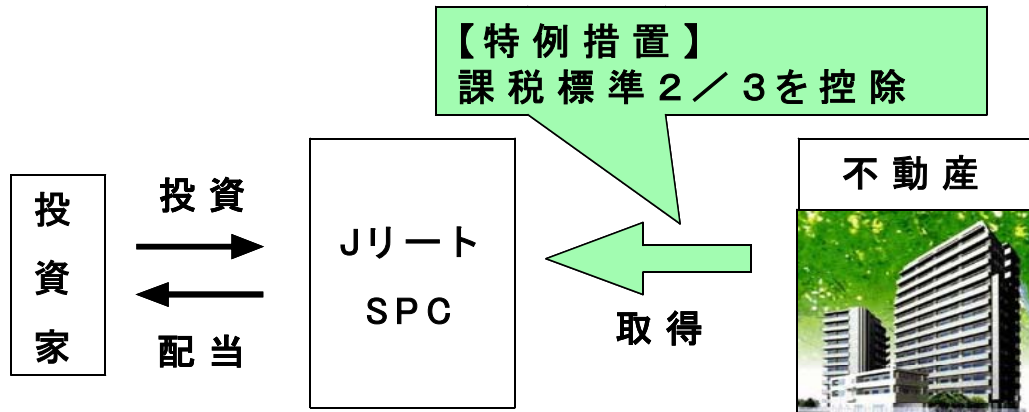 【特例措置】
課税標準２／３を控除
投資家
投資
配当
Jリート
ＳＰＣ
取得
不動産